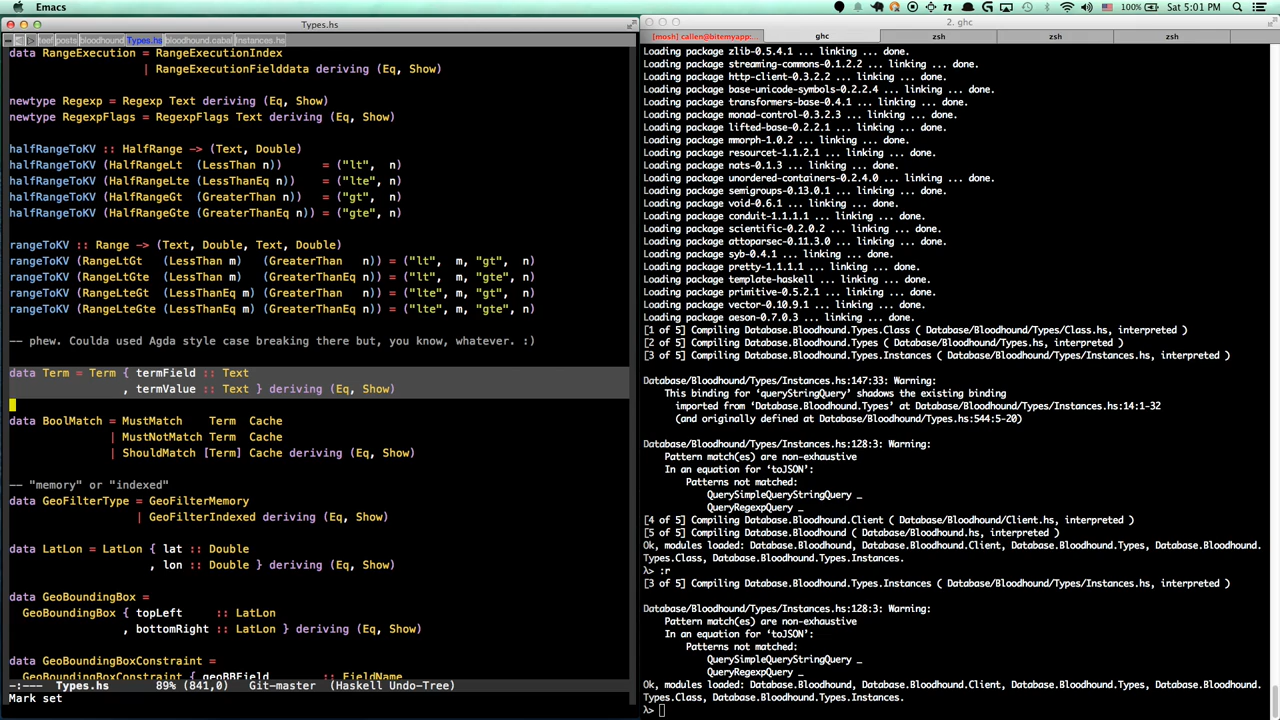 Emacs
100%
Sat 5:01 PM
Types.hs
posts
bloodhound
Types.hs
bloodhound.cabal
Instances.hs
data RangeExecution = RangeExecutionIndex
| RangeExecutionFielddata deriving (Eq, Show)
newtype Regexp = Regexp Text deriving (Eq, Show)
newtype RegexpFlags = RegexpFlags Text deriving (Eq, Show)
halfRangeToKV :: HalfRange -> (Text, Double)
halfRangeToKV (HalfRangeLt (LessThan n)) = ("lt", n)
halfRangeToKV (HalfRangeLte (LessThanEq n)) = ("lte", n)
halfRangeToKV (HalfRangeGt (GreaterThan n)) = ("gt", n)
halfRangeToKV (HalfRangeGte (GreaterThanEq n)) = ("gte", n)
rangeToKV :: Range -> (Text, Double, Text, Double)
rangeToKV (RangeLtGt (LessThan m) (GreaterThan n)) = ("lt", m, "gt", n)
rangeToKV (RangeLtGte (LessThan m) (GreaterThanEq n)) = ("lt", m, "gte", n)
rangeToKV (RangeLteGt (LessThanEq m) (GreaterThan n)) = ("lte", m, "gt", n)
rangeToKV (RangeLteGte (LessThanEq m) (GreaterThanEq n)) = ("lte", m, "gte", n)
-- phew. Coulda used Agda style case breaking there but, you know, whatever. :)
data Term = Term { termField :: Text
, termValue :: Text } deriving (Eq, Show)
data BoolMatch = MustMatch Term Cache
| MustNotMatch Term Cache
| ShouldMatch [Term] Cache deriving (Eq, Show)
-- "memory" or "indexed"
data GeoFilterType = GeoFilterMemory
| GeoFilterIndexed deriving (Eq, Show)
data LatLon = LatLon { lat :: Double
, lon :: Double } deriving (Eq, Show)
data GeoBoundingBox =
GeoBoundingBox { topLeft :: LatLon
, bottomRight :: LatLon } deriving (Eq, Show)
data GeoBoundingBoxConstraint =
GeoBoundingBoxConstraint { geoBBField :: FieldName
-:--- Types.hs 89% (841,0) Git-master (Haskell Undo-Tree)
Mark set
2. ghc
[mosh] callen@bitemyapp:...
ghc
zsh
zsh
zsh
Loading package zlib-0.5.4.1 ... linking ... done.
Loading package streaming-commons-0.1.2.2 ... linking ... done.
Loading package http-client-0.3.2.2 ... linking ... done.
Loading package base-unicode-symbols-0.2.2.4 ... linking ... done.
Loading package transformers-base-0.4.1 ... linking ... done.
Loading package monad-control-0.3.2.3 ... linking ... done.
Loading package lifted-base-0.2.2.1 ... linking ... done.
Loading package mmorph-1.0.2 ... linking ... done.
Loading package resourcet-1.1.2.1 ... linking ... done.
Loading package nats-0.1.3 ... linking ... done.
Loading package unordered-containers-0.2.4.0 ... linking ... done.
Loading package semigroups-0.13.0.1 ... linking ... done.
Loading package void-0.6.1 ... linking ... done.
Loading package conduit-1.1.1.1 ... linking ... done.
Loading package scientific-0.2.0.2 ... linking ... done.
Loading package attoparsec-0.11.3.0 ... linking ... done.
Loading package syb-0.4.1 ... linking ... done.
Loading package pretty-1.1.1.1 ... linking ... done.
Loading package template-haskell ... linking ... done.
Loading package primitive-0.5.2.1 ... linking ... done.
Loading package vector-0.10.9.1 ... linking ... done.
Loading package aeson-0.7.0.3 ... linking ... done.
[1 of 5] Compiling Database.Bloodhound.Types.Class ( Database/Bloodhound/Types/Class.hs, interpreted )
[2 of 5] Compiling Database.Bloodhound.Types ( Database/Bloodhound/Types.hs, interpreted )
[3 of 5] Compiling Database.Bloodhound.Types.Instances ( Database/Bloodhound/Types/Instances.hs, interpreted )
Database/Bloodhound/Types/Instances.hs:147:33: Warning:
This binding for ‘queryStringQuery’ shadows the existing binding
imported from ‘Database.Bloodhound.Types’ at Database/Bloodhound/Types/Instances.hs:14:1-32
(and originally defined at Database/Bloodhound/Types.hs:544:5-20)
Database/Bloodhound/Types/Instances.hs:128:3: Warning:
Pattern match(es) are non-exhaustive
In an equation for ‘toJSON’:
Patterns not matched:
QuerySimpleQueryStringQuery _
QueryRegexpQuery _
[4 of 5] Compiling Database.Bloodhound.Client ( Database/Bloodhound/Client.hs, interpreted )
[5 of 5] Compiling Database.Bloodhound ( Database/Bloodhound.hs, interpreted )
Ok, modules loaded: Database.Bloodhound, Database.Bloodhound.Client, Database.Bloodhound.Types, Database.Bloodhound.
Types.Class, Database.Bloodhound.Types.Instances.
λ> :r
[3 of 5] Compiling Database.Bloodhound.Types.Instances ( Database/Bloodhound/Types/Instances.hs, interpreted )
Database/Bloodhound/Types/Instances.hs:128:3: Warning:
Pattern match(es) are non-exhaustive
In an equation for ‘toJSON’:
Patterns not matched:
QuerySimpleQueryStringQuery _
QueryRegexpQuery _
Ok, modules loaded: Database.Bloodhound, Database.Bloodhound.Client, Database.Bloodhound.Types, Database.Bloodhound.
Types.Class, Database.Bloodhound.Types.Instances.
λ>